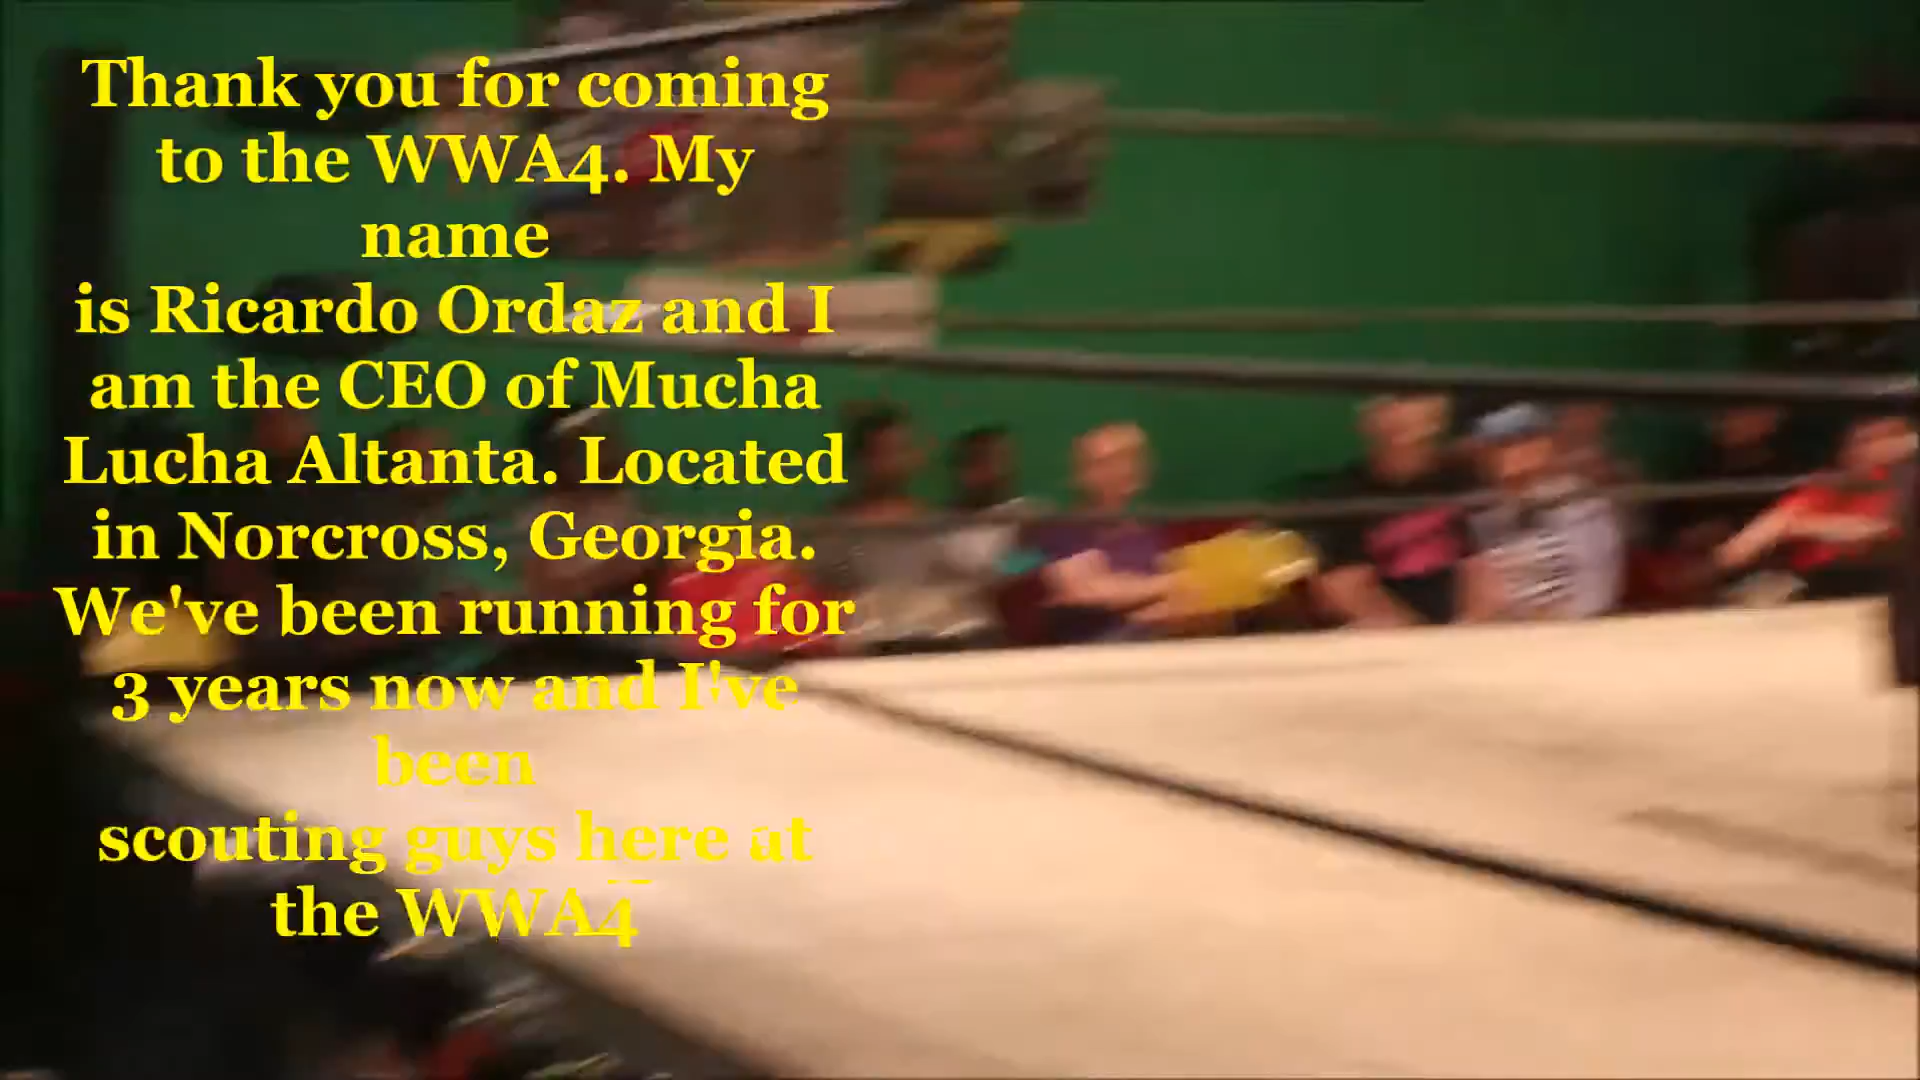 Thank you for coming
to the WWA4. My
name
is Ricardo Ordaz and I
am the CEO of Mucha
Lucha Altanta. Located
in Norcross, Georgia.
We've been running for
3 years now and I've
been
scouting guys here at
the WWA4